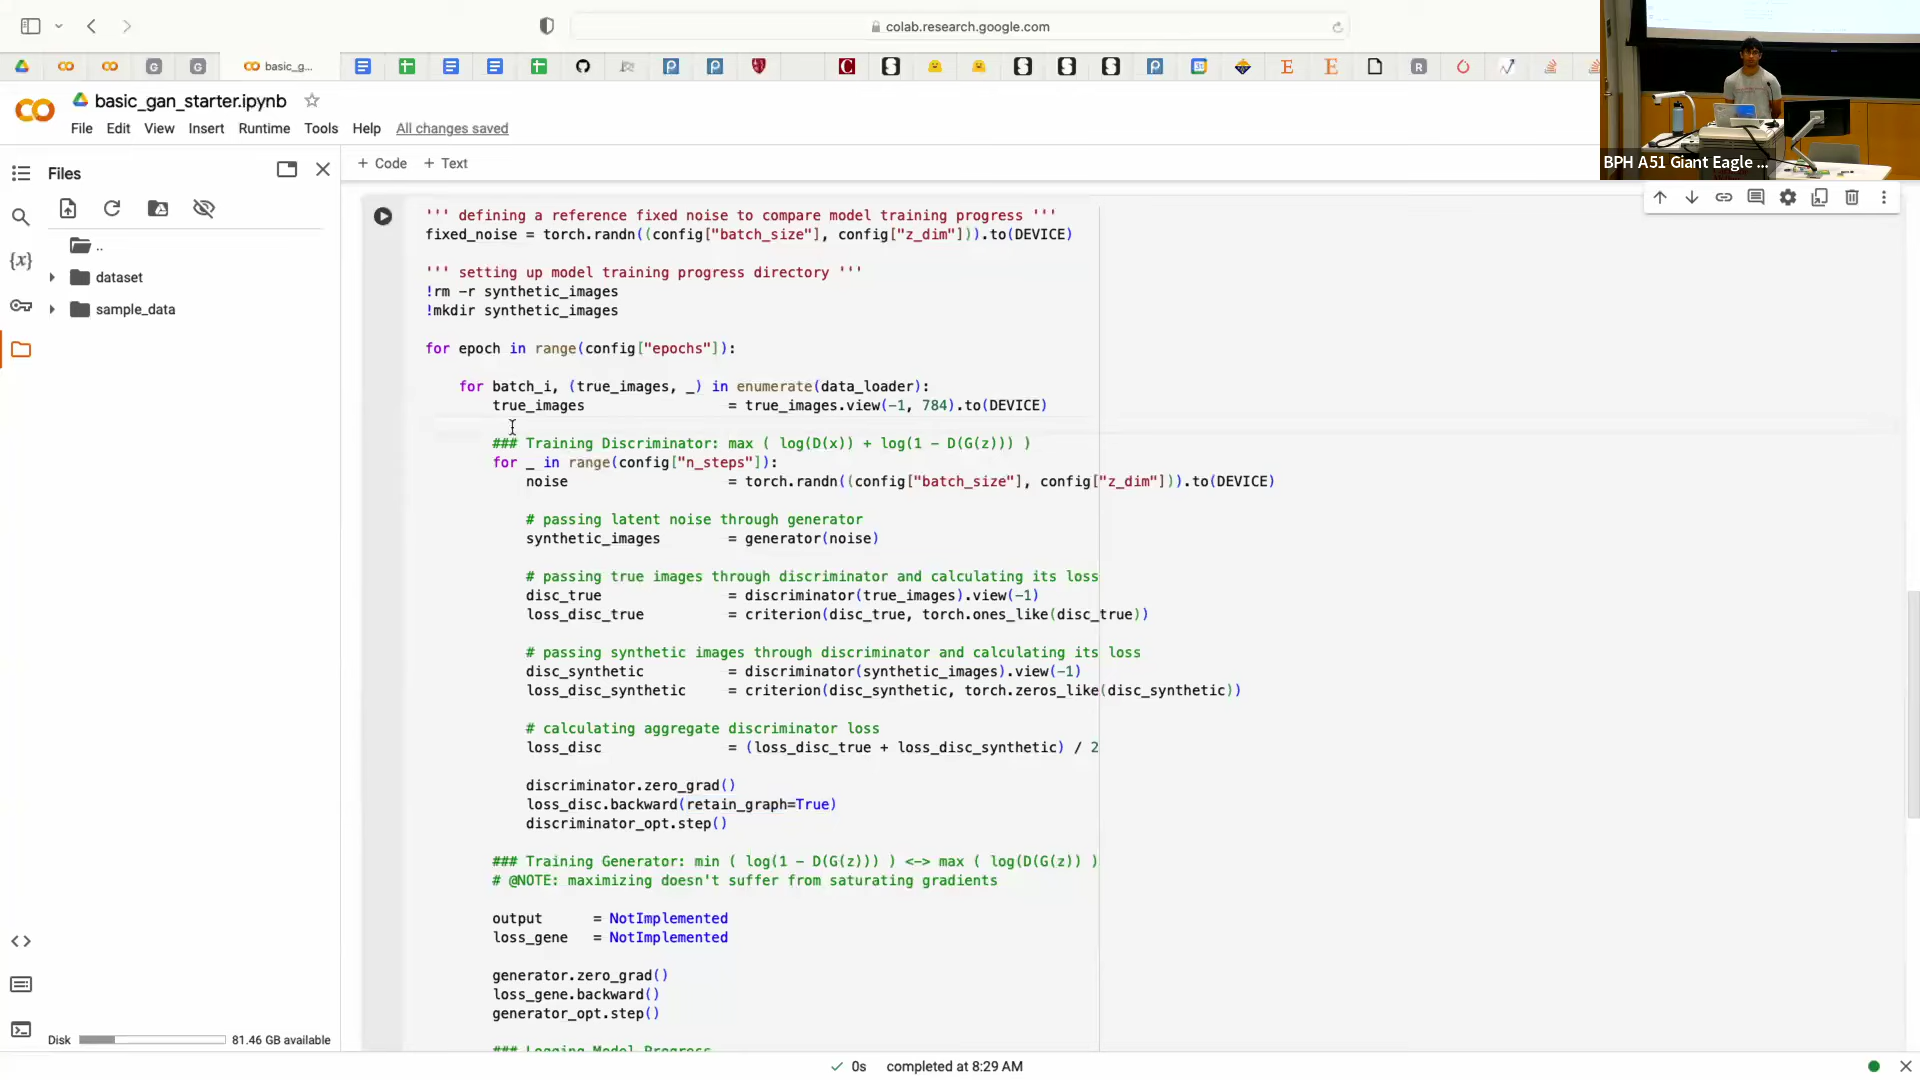 colab.research.google.com
basic_g...
basic_gan_starter.ipynb
File Edit View Insert Runtime Tools Help All changes saved
BPH A51 Giant Eagle ...
Files
+ Code + Text
..
dataset
sample_data
''' defining a reference fixed noise to compare model training progress '''
fixed_noise = torch.randn((config["batch_size"], config["z_dim"])).to(DEVICE)
''' setting up model training progress directory '''
!rm -r synthetic_images
!mkdir synthetic_images
for epoch in range(config["epochs"]):
for batch_i, (true_images, _) in enumerate(data_loader):
true_images = true_images.view(-1, 784).to(DEVICE)
### Training Discriminator: max ( log(D(x)) + log(1 - D(G(z))) )
for _ in range(config["n_steps"]):
noise = torch.randn((config["batch_size"], config["z_dim"])).to(DEVICE)
# passing latent noise through generator
synthetic_images = generator(noise)
# passing true images through discriminator and calculating its loss
disc_true = discriminator(true_images).view(-1)
loss_disc_true = criterion(disc_true, torch.ones_like(disc_true))
# passing synthetic images through discriminator and calculating its loss
disc_synthetic = discriminator(synthetic_images).view(-1)
loss_disc_synthetic = criterion(disc_synthetic, torch.zeros_like(disc_synthetic))
# calculating aggregate discriminator loss
loss_disc = (loss_disc_true + loss_disc_synthetic) / 2
discriminator.zero_grad()
loss_disc.backward(retain_graph=True)
discriminator_opt.step()
### Training Generator: min ( log(1 - D(G(z))) ) <-> max ( log(D(G(z)) )
# @NOTE: maximizing doesn't suffer from saturating gradients
output = NotImplemented
loss_gene = NotImplemented
generator.zero_grad()
loss_gene.backward()
generator_opt.step()
### Logging Model Progress
Disk 81.46 GB available
0s completed at 8:29 AM